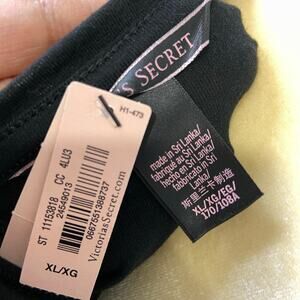 S SECRET
H1-473
ST 11153818 CC 4LU3
24549013
0667551388737
VictoriasSecret.com
XL/XG
made in Sri Lanka/
fabriqué au Sri Lanka/
hecho en Sri Lanka/
fabricado in Sri
Lanka/
斯里兰卡制造
XL/XG/EG/
170/108A